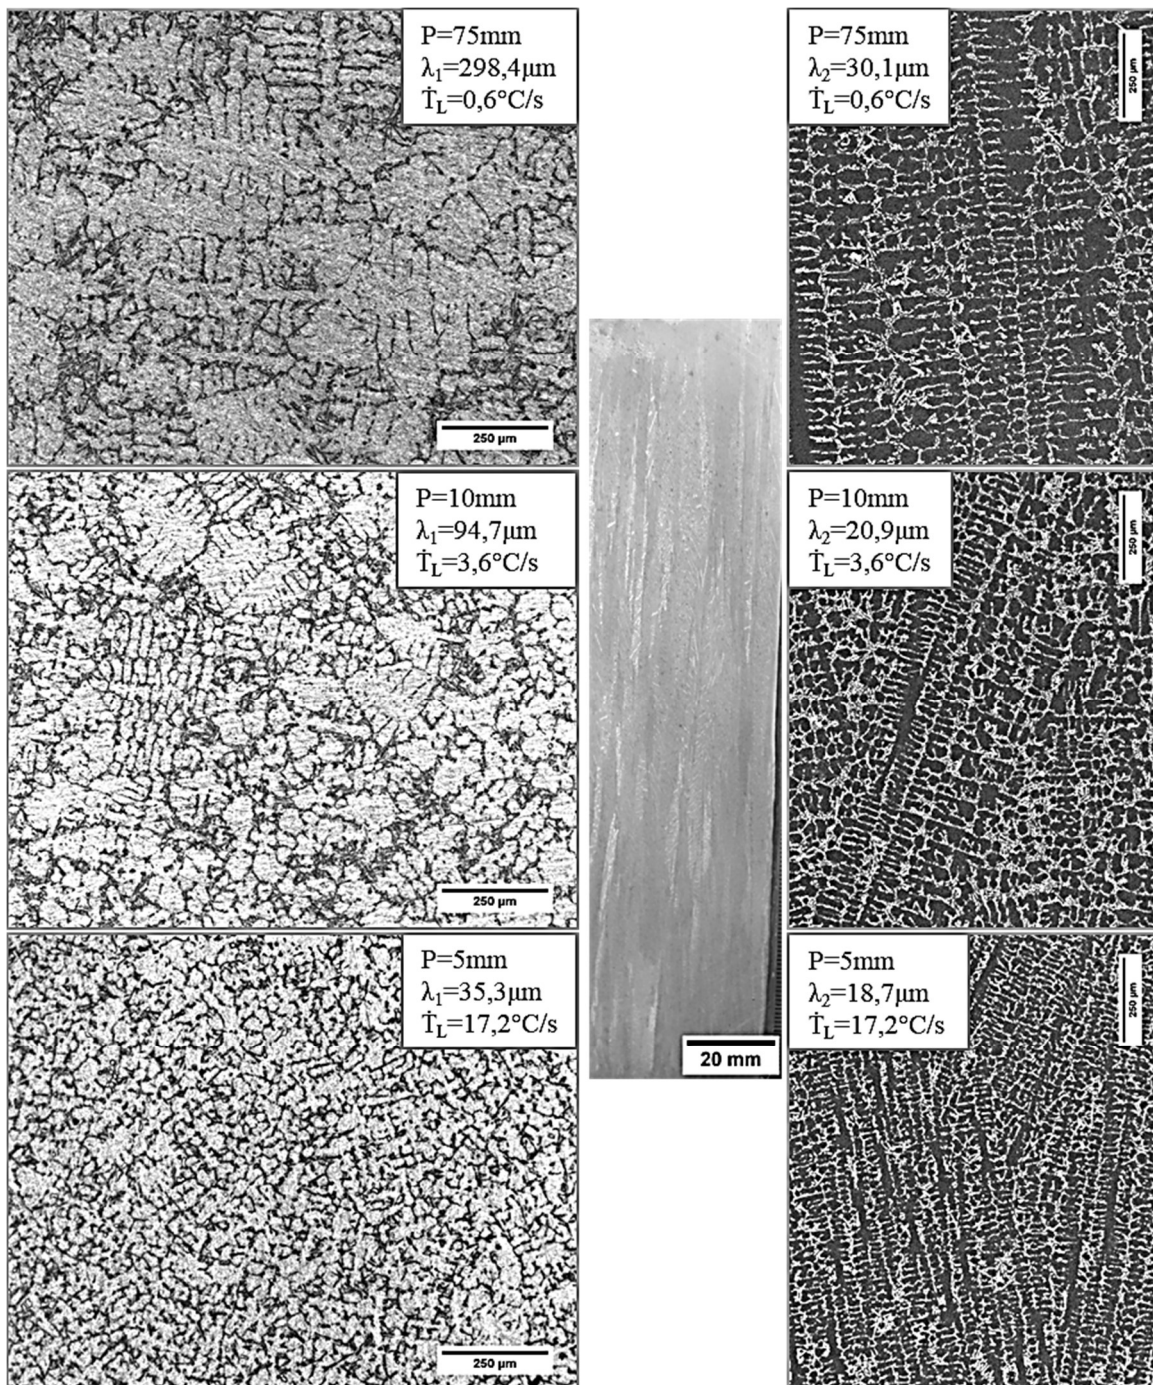 P=75mm
λ₁=298,4µm
ṪL=0,6°C/s
250 µm
P=75mm
λ₂=30,1µm
ṪL=0,6°C/s
250 µm
P=10mm
λ₁=94,7µm
ṪL=3,6°C/s
250 µm
P=10mm
λ₂=20,9µm
ṪL=3,6°C/s
250 µm
P=5mm
λ₁=35,3µm
ṪL=17,2°C/s
250 µm
20 mm
P=5mm
λ₂=18,7µm
ṪL=17,2°C/s
250 µm